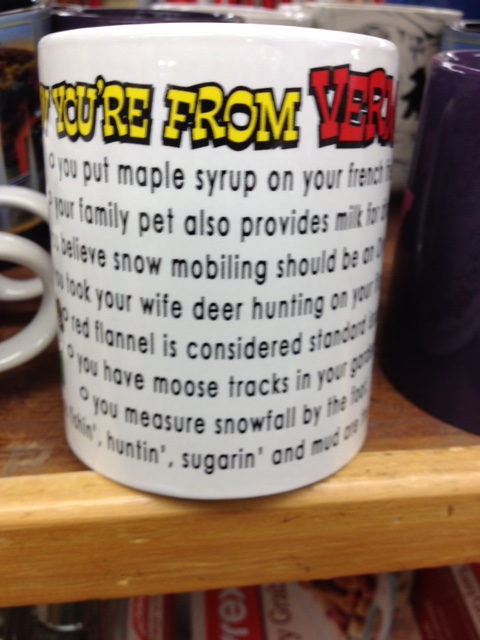 YOU'RE FROM VERM
o you put maple syrup on your french
your family pet also provides milk for
believe snow mobiling should be an
took your wife deer hunting on your
o red flannel is considered standard
o you have moose tracks in your
o you measure snowfall by the
huntin', sugarin' and mud are